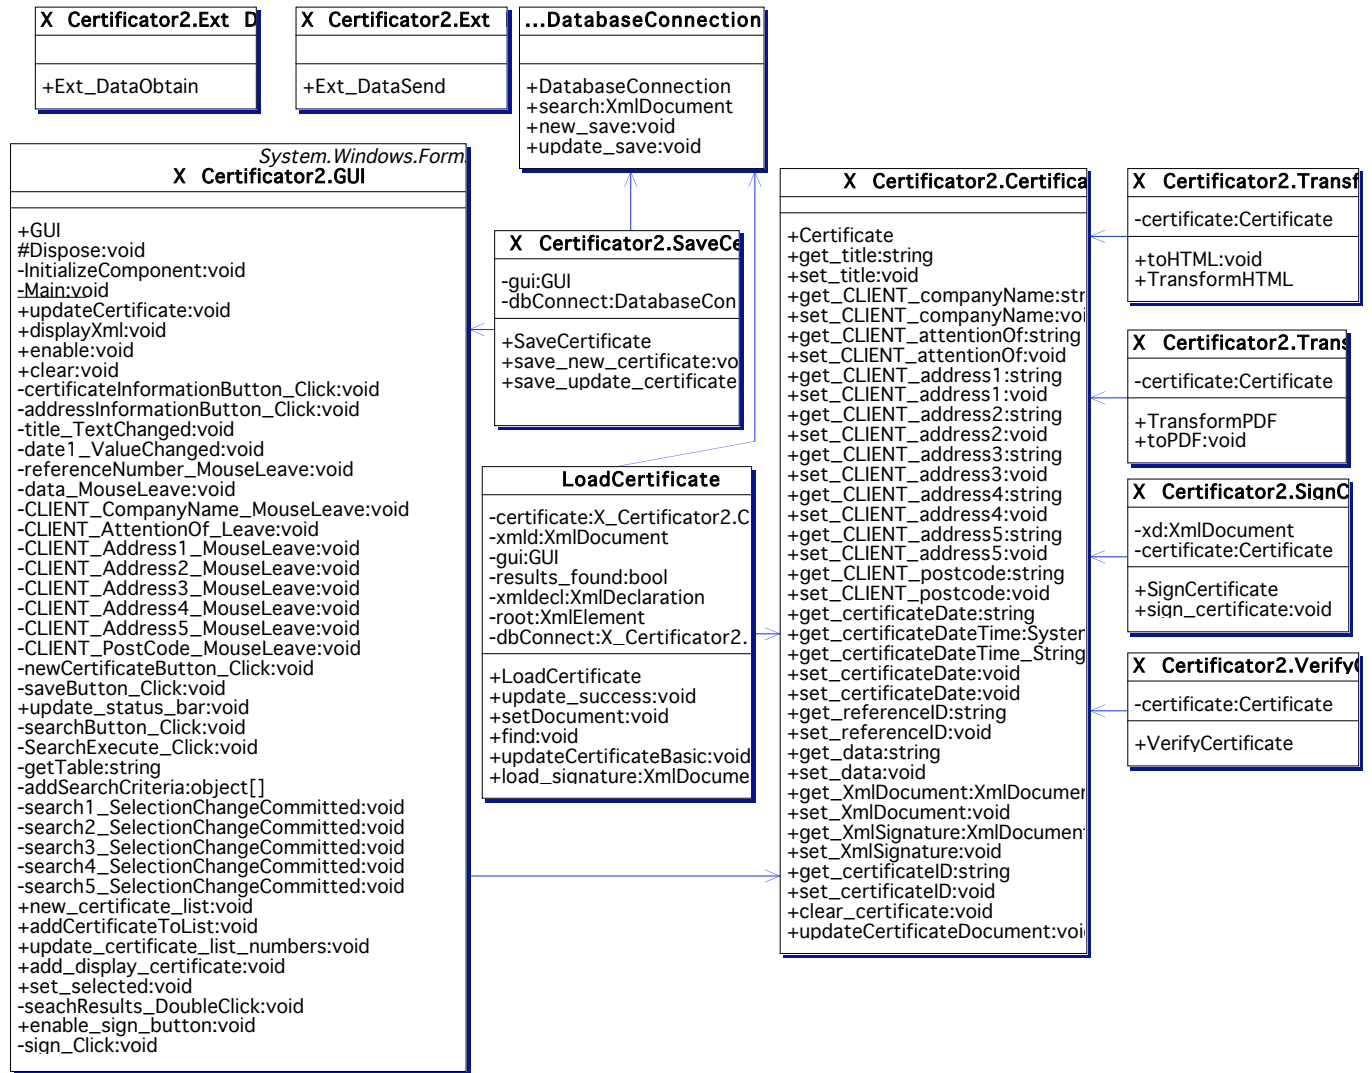 X Certificator2.Ext D
+Ext_DataObtain
X Certificator2.Ext
+Ext_DataSend
...DatabaseConnection
+DatabaseConnection
+search:XmlDocument
+new_save:void
+update_save:void
System.Windows.Form
X Certificator2.GUI
+GUI
#Dispose:void
-InitializeComponent:void
-Main:void
+updateCertificate:void
+displayXml:void
+enable:void
+clear:void
-certificateInformationButton_Click:void
-addressInformationButton_Click:void
-title_TextChanged:void
-date1_ValueChanged:void
-referenceNumber_MouseLeave:void
-data_MouseLeave:void
-CLIENT_CompanyName_MouseLeave:void
-CLIENT_AttentionOf_Leave:void
-CLIENT_Address1_MouseLeave:void
-CLIENT_Address2_MouseLeave:void
-CLIENT_Address3_MouseLeave:void
-CLIENT_Address4_MouseLeave:void
-CLIENT_Address5_MouseLeave:void
-CLIENT_PostCode_MouseLeave:void
-newCertificateButton_Click:void
-saveButton_Click:void
+update_status_bar:void
-searchButton_Click:void
-SearchExecute_Click:void
-getTable:string
-addSearchCriteria:object[]
-search1_SelectionChangeCommitted:void
-search2_SelectionChangeCommitted:void
-search3_SelectionChangeCommitted:void
-search4_SelectionChangeCommitted:void
-search5_SelectionChangeCommitted:void
+new_certificate_list:void
+addCertificateToList:void
+update_certificate_list_numbers:void
+add_display_certificate:void
+set_selected:void
-seachResults_DoubleClick:void
+enable_sign_button:void
-sign_Click:void
X Certificator2.SaveCe
-gui:GUI
-dbConnect:DatabaseCon
+SaveCertificate
+save_new_certificate:vo
+save_update_certificate
LoadCertificate
-certificate:X_Certificator2.C
-xmld:XmlDocument
-gui:GUI
-results_found:bool
-xmldecl:XmlDeclaration
-root:XmlElement
-dbConnect:X_Certificator2.
+LoadCertificate
+update_success:void
+setDocument:void
+find:void
+updateCertificateBasic:void
+load_signature:XmlDocume
X Certificator2.Certifica
+Certificate
+get_title:string
+set_title:void
+get_CLIENT_companyName:str
+set_CLIENT_companyName:voi
+get_CLIENT_attentionOf:string
+set_CLIENT_attentionOf:void
+get_CLIENT_address1:string
+set_CLIENT_address1:void
+get_CLIENT_address2:string
+set_CLIENT_address2:void
+get_CLIENT_address3:string
+set_CLIENT_address3:void
+get_CLIENT_address4:string
+set_CLIENT_address4:void
+get_CLIENT_address5:string
+set_CLIENT_address5:void
+get_CLIENT_postcode:string
+set_CLIENT_postcode:void
+get_certificateDate:string
+get_certificateDateTime:System
+get_certificateDateTime_String
+set_certificateDate:void
+set_certificateDate:void
+get_referenceID:string
+set_referenceID:void
+get_data:string
+set_data:void
+get_XmlDocument:XmlDocumen
+set_XmlDocument:void
+get_XmlSignature:XmlDocument
+set_XmlSignature:void
+get_certificateID:string
+set_certificateID:void
+clear_certificate:void
+updateCertificateDocument:voi
X Certificator2.Transf
-certificate:Certificate
+toHTML:void
+TransformHTML
X Certificator2.Trans
-certificate:Certificate
+TransformPDF
+toPDF:void
X Certificator2.SignC
-xd:XmlDocument
-certificate:Certificate
+SignCertificate
+sign_certificate:void
X Certificator2.VerifyC
-certificate:Certificate
+VerifyCertificate